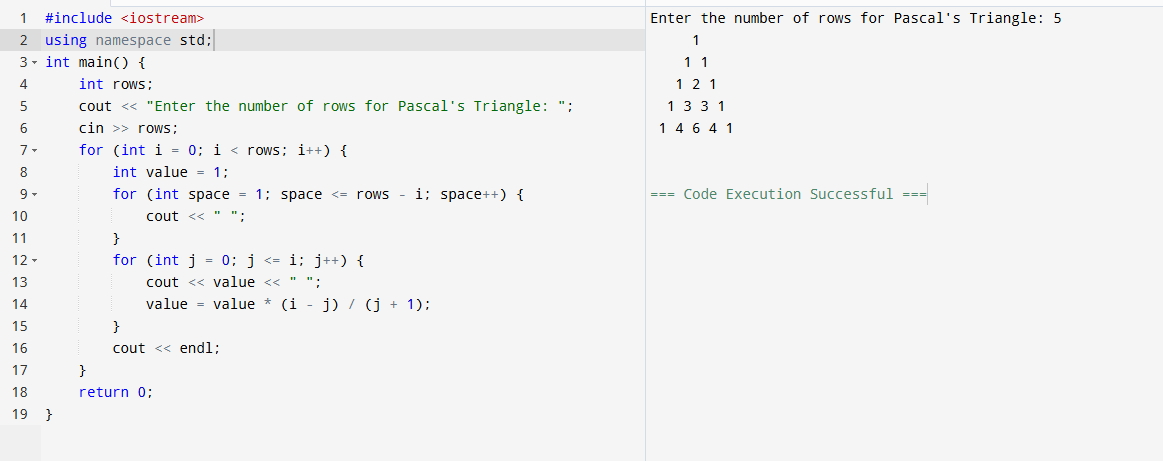 1 #include <iostream>
2 using namespace std;
3 int main() {
4     int rows;
5     cout << "Enter the number of rows for Pascal's Triangle: ";
6     cin >> rows;
7     for (int i = 0; i < rows; i++) {
8         int value = 1;
9         for (int space = 1; space <= rows - i; space++) {
10             cout << " ";
11         }
12         for (int j = 0; j <= i; j++) {
13             cout << value << " ";
14             value = value * (i - j) / (j + 1);
15         }
16         cout << endl;
17     }
18     return 0;
19 }
Enter the number of rows for Pascal's Triangle: 5
     1
    1 1
   1 2 1
  1 3 3 1
 1 4 6 4 1
=== Code Execution Successful ===